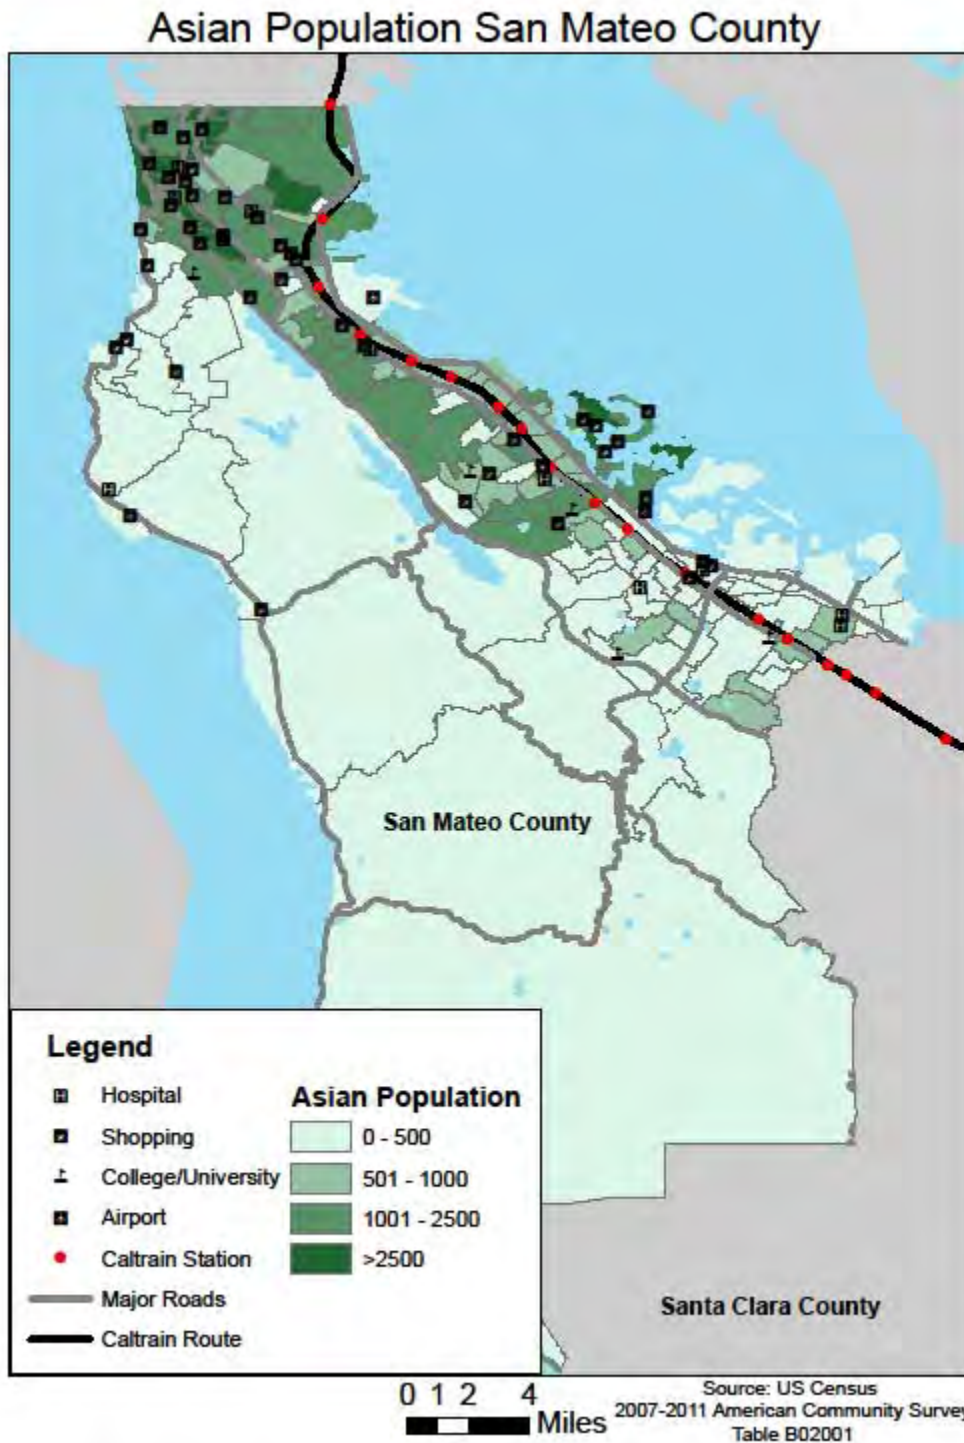 Asian Population San Mateo County
San Mateo County
Legend
Hospital
Shopping
College/University
Airport
Caltrain Station
Major Roads
Caltrain Route
Asian Population
0 - 500
501 - 1000
1001 - 2500
>2500
Santa Clara County
0 1 2 4
Miles
Source: US Census
2007-2011 American Community Survey
Table B02001